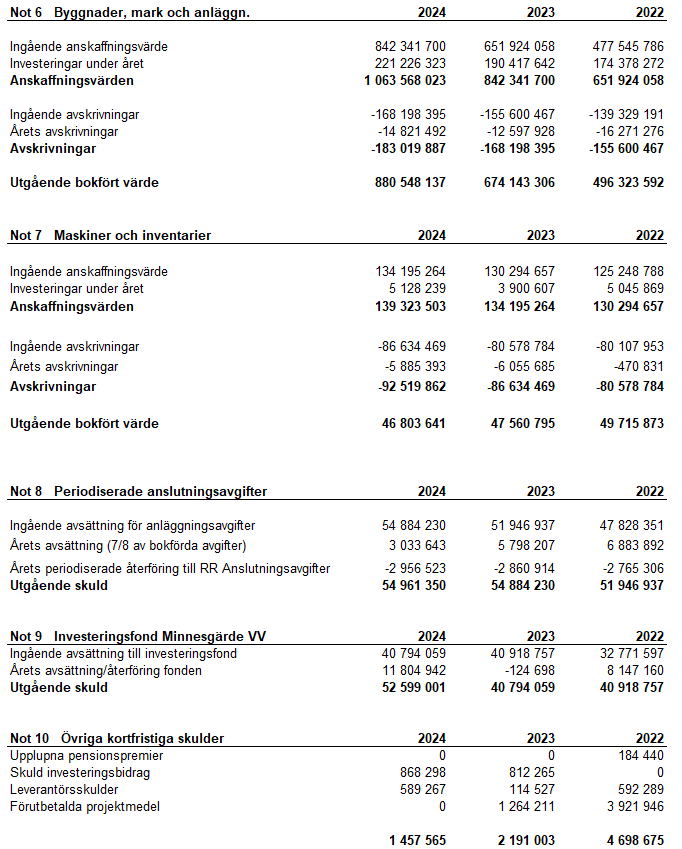 Not 6 Byggnader, mark och anläggn. 2024 2023 2022
Ingående anskaffningsvärde 842 341 700 651 924 058 477 545 786
Investeringar under året 221 226 323 190 417 642 174 378 272
Anskaffningsvärden 1 063 568 023 842 341 700 651 924 058
Ingående avskrivningar -168 198 395 -155 600 467 -139 329 191
Årets avskrivningar -14 821 492 -12 597 928 -16 271 276
Avskrivningar -183 019 887 -168 198 395 -155 600 467
Utgående bokfört värde 880 548 137 674 143 306 496 323 592
Not 7 Maskiner och inventarier 2024 2023 2022
Ingående anskaffningsvärde 134 195 264 130 294 657 125 248 788
Investeringar under året 5 128 239 3 900 607 5 045 869
Anskaffningsvärden 139 323 503 134 195 264 130 294 657
Ingående avskrivningar -86 634 469 -80 578 784 -80 107 953
Årets avskrivningar -5 885 393 -6 055 685 -470 831
Avskrivningar -92 519 862 -86 634 469 -80 578 784
Utgående bokfört värde 46 803 641 47 560 795 49 715 873
Not 8 Periodiserade anslutningsavgifter 2024 2023 2022
Ingående avsättning för anläggningsavgifter 54 884 230 51 946 937 47 828 351
Årets avsättning (7/8 av bokförda avgifter) 3 033 643 5 798 207 6 883 892
Årets periodiserade återföring till RR Anslutningsavgifter -2 956 523 -2 860 914 -2 765 306
Utgående skuld 54 961 350 54 884 230 51 946 937
Not 9 Investeringsfond Minnesgärde VV 2024 2023 2022
Ingående avsättning till investeringsfond 40 794 059 40 918 757 32 771 597
Årets avsättning/återföring fonden 11 804 942 -124 698 8 147 160
Utgående skuld 52 599 001 40 794 059 40 918 757
Not 10 Övriga kortfristiga skulder 2024 2023 2022
Upplupna pensionspremier 0 0 184 440
Skuld investeringsbidrag 868 298 812 265 0
Leverantörsskulder 589 267 114 527 592 289
Förutbetalda projektmedel 0 1 264 211 3 921 946
1 457 565 2 191 003 4 698 675